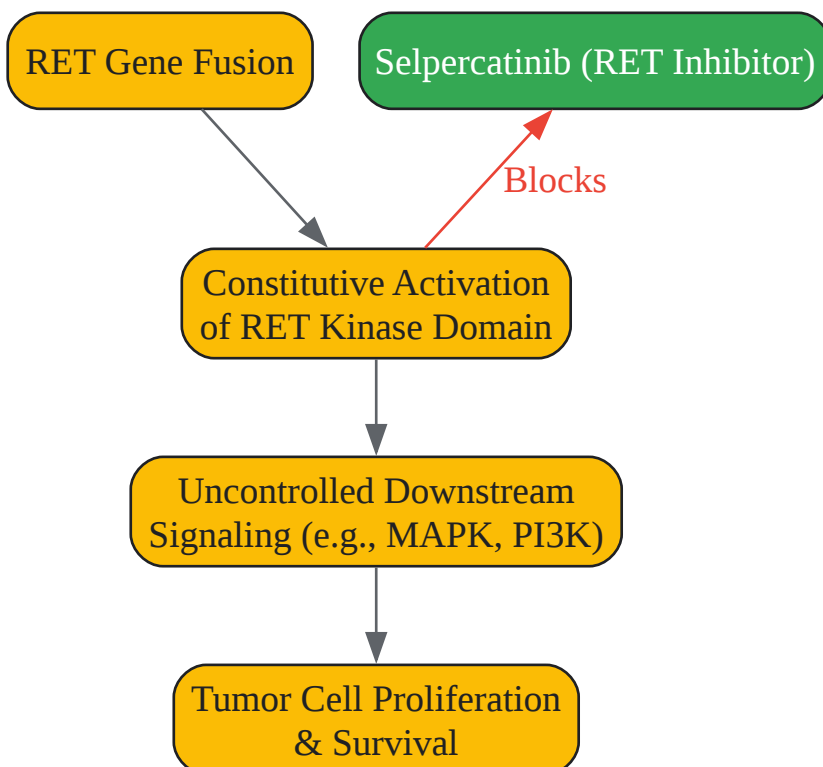 RET Gene Fusion
Selpercatinib (RET Inhibitor)
Blocks
Constitutive Activation
of RET Kinase Domain
Uncontrolled Downstream
Signaling (e.g., MAPK, PI3K)
Tumor Cell Proliferation
& Survival